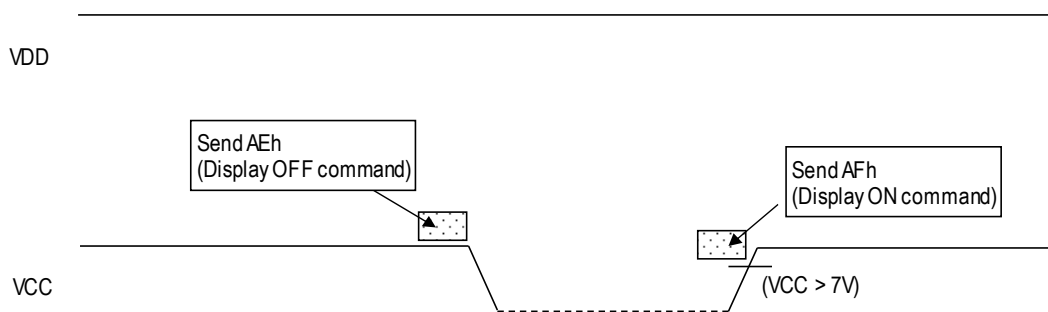 VDD
Send AEh
(Display OFF command)
Send AFh
(Display ON command)
VCC
(VCC > 7V)